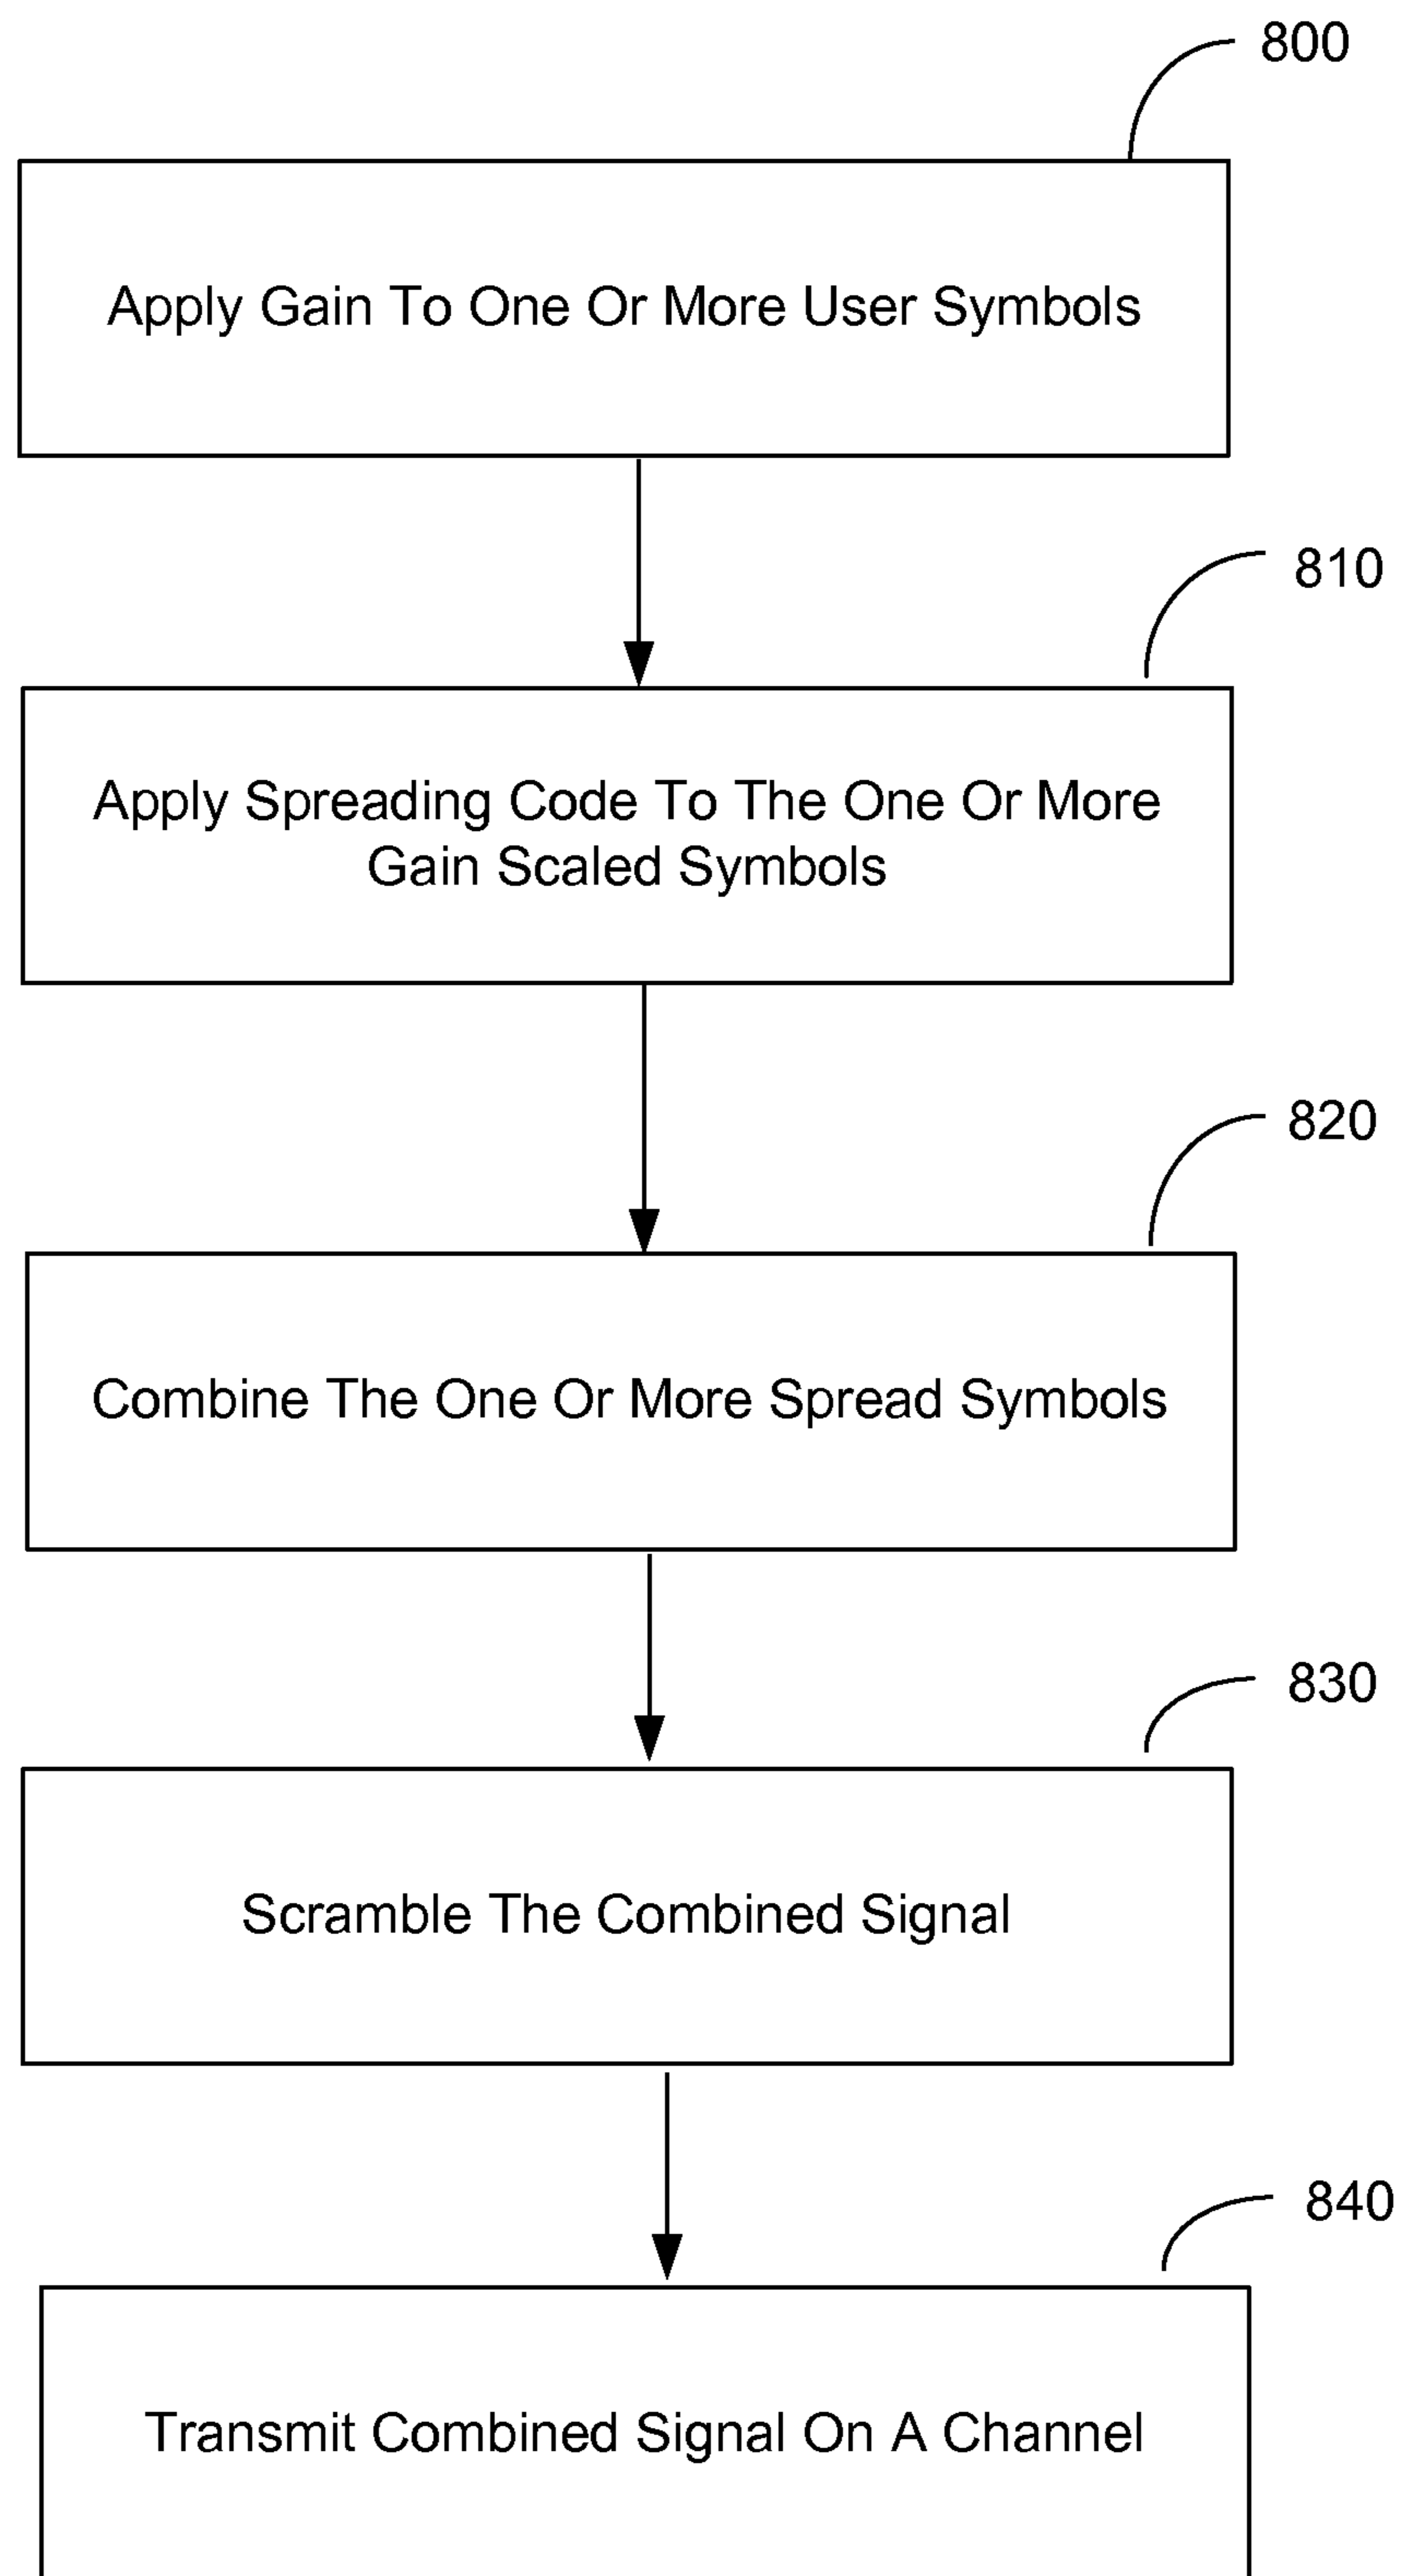 800
Apply Gain To One Or More User Symbols
810
Apply Spreading Code To The One Or More
Gain Scaled Symbols
820
Combine The One Or More Spread Symbols
830
Scramble The Combined Signal
840
Transmit Combined Signal On A Channel